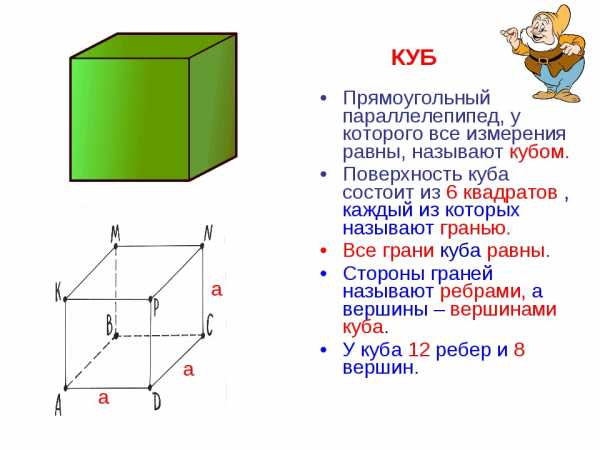 КУБ
• Прямоугольный
параллелепипед, у
которого все измерения
равны, называют кубом.
• Поверхность куба
состоит из 6 квадратов ,
каждый из которых
называют гранью.
• Все грани куба равны.
• Стороны граней
называют ребрами, а
вершины – вершинами
куба.
• У куба 12 ребер и 8
вершин.
M N
K P a
B C
a
A a D